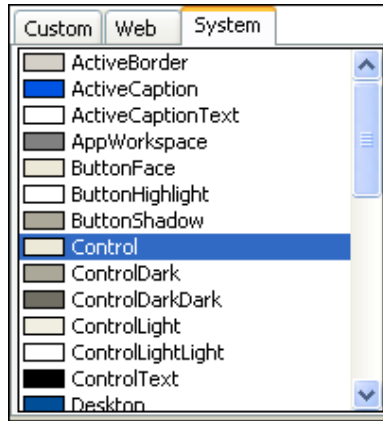 Custom Web System
ActiveBorder
ActiveCaption
ActiveCaptionText
AppWorkspace
ButtonFace
ButtonHighlight
ButtonShadow
Control
ControlDark
ControlDarkDark
ControlLight
ControlLightLight
ControlText
Desktop